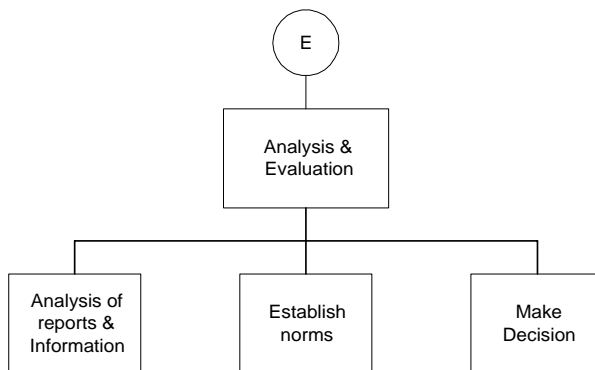 E
Analysis &
Evaluation
Analysis of
reports &
Information
Establish
norms
Make
Decision